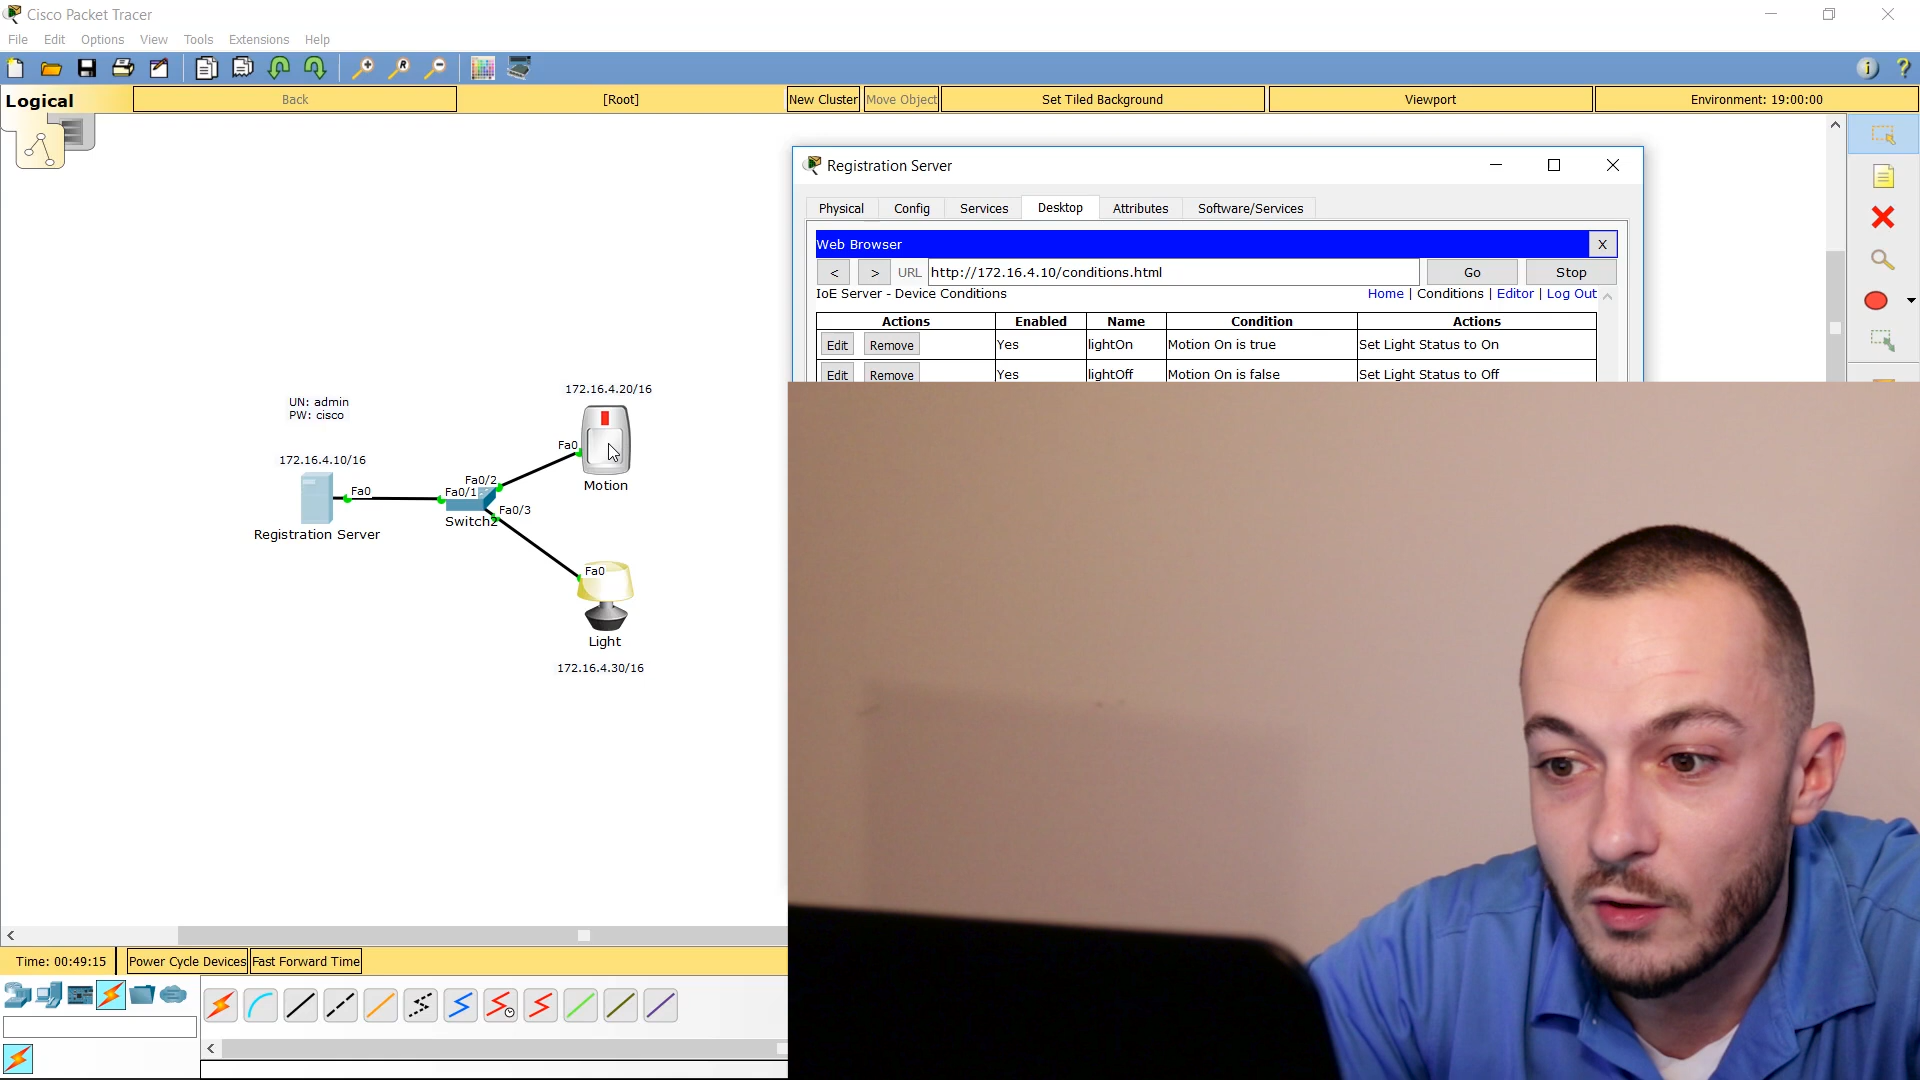 Cisco Packet Tracer
File Edit Options View Tools Extensions Help
Logical Back [Root] New Cluster Move Object Set Tiled Background Viewport Environment: 19:00:00
Registration Server
Physical Config Services Desktop Attributes Software/Services
Web Browser X
< > URL http://172.16.4.10/conditions.html Go Stop
IoE Server - Device Conditions Home | Conditions | Editor | Log Out
Actions Enabled Name Condition Actions
Edit Remove Yes lightOn Motion On is true Set Light Status to On
Edit Remove Yes lightOff Motion On is false Set Light Status to Off
172.16.4.20/16
UN: admin
PW: cisco
Fa0
172.16.4.10/16
Fa0/2
Motion
Fa0
Fa0/1
Fa0/3
Switch2
Registration Server
Fa0
Light
172.16.4.30/16
Time: 00:49:15 Power Cycle Devices Fast Forward Time